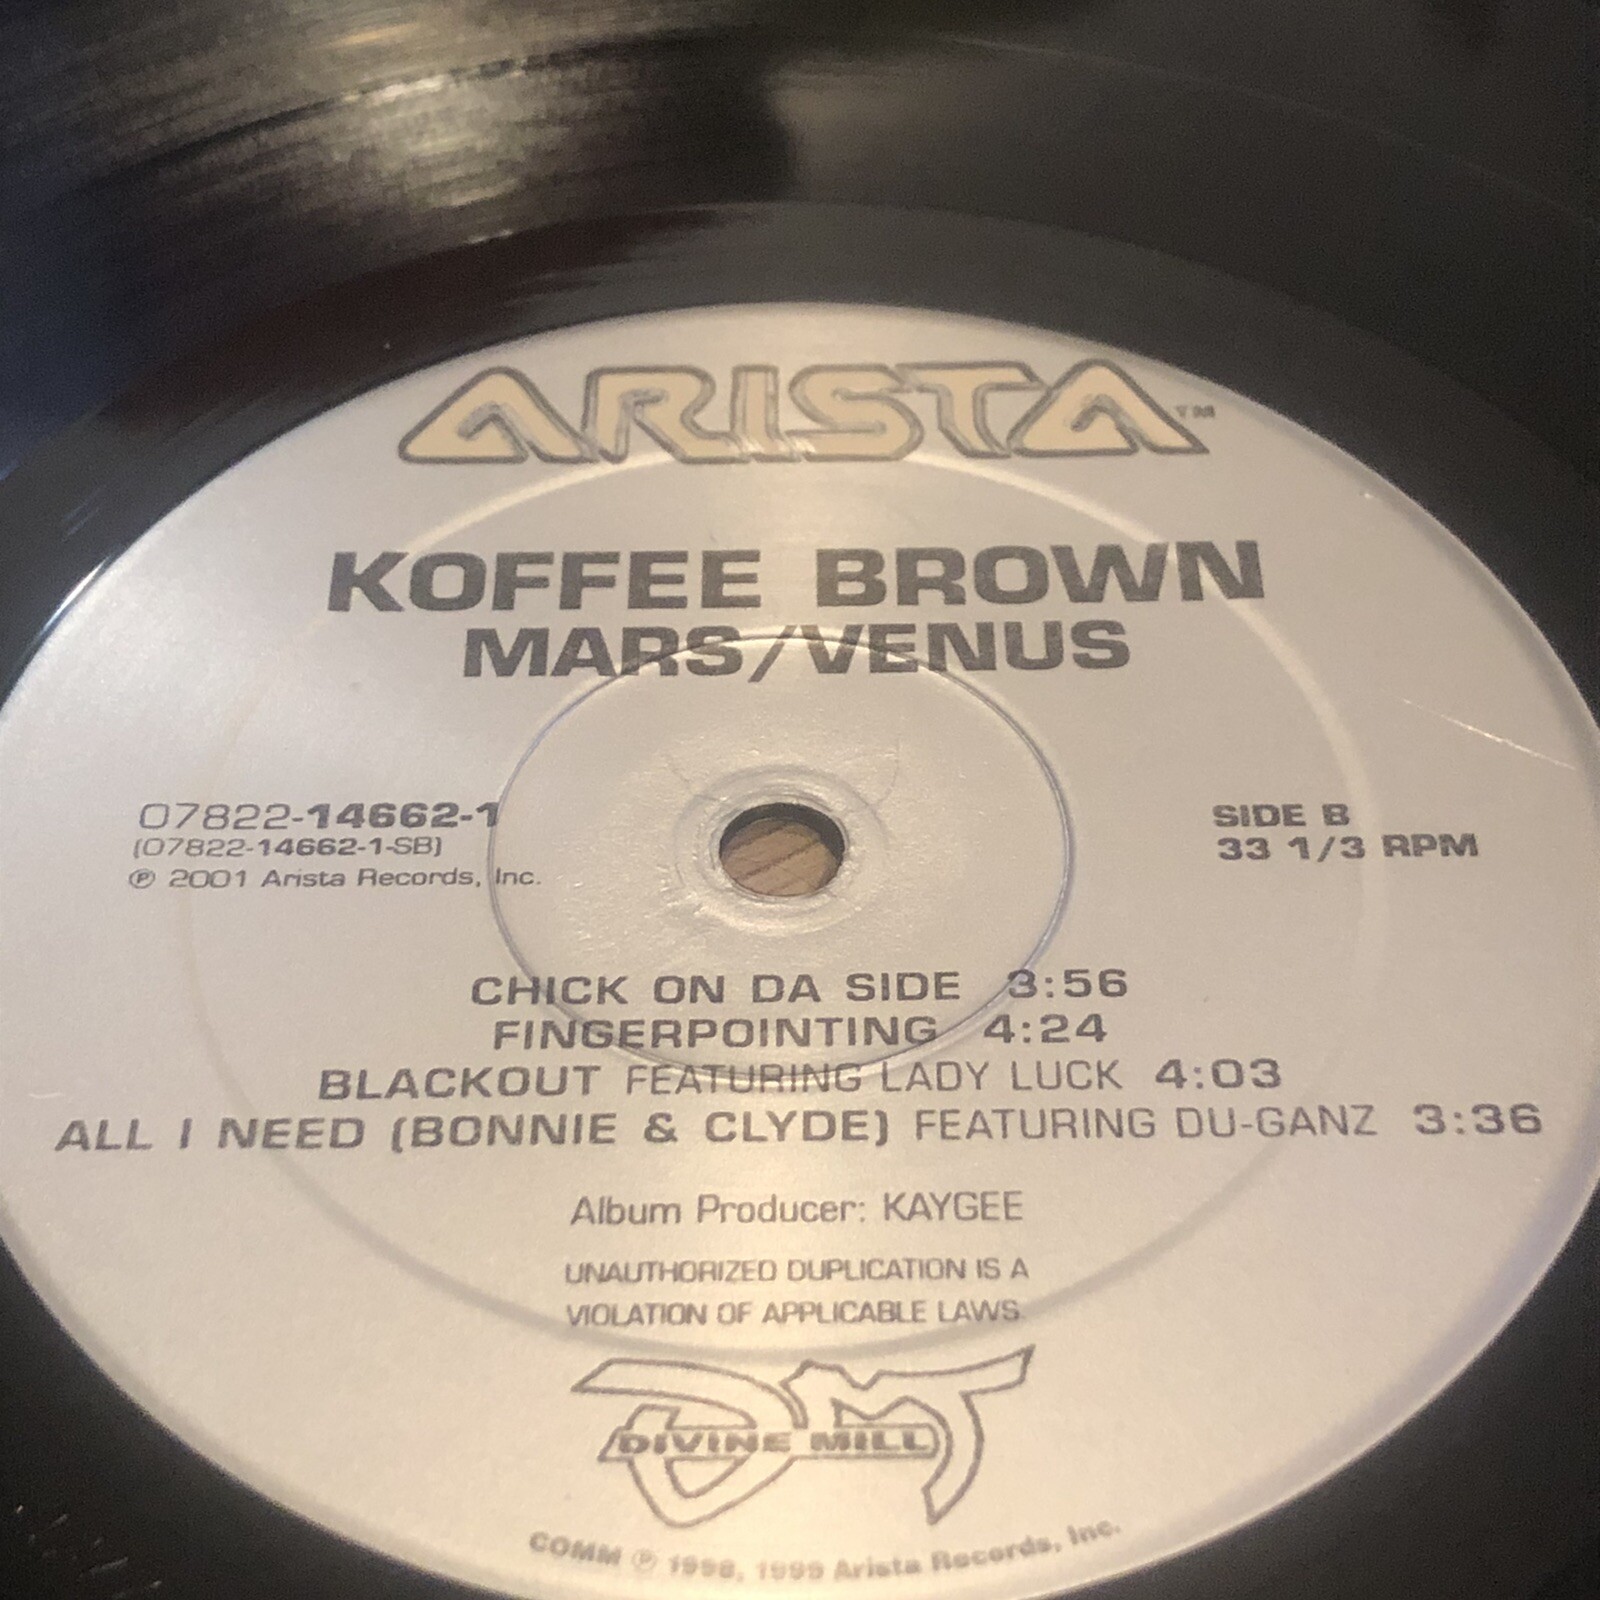 ARISTA™
KOFFEE BROWN
MARS/VENUS
07822-14662-1
(07822-14662-1-SB)
℗ 2001 Arista Records, Inc.
SIDE B
33 1/3 RPM
CHICK ON DA SIDE 3:56
FINGERPOINTING 4:24
BLACKOUT FEATURING LADY LUCK 4:03
ALL I NEED (BONNIE & CLYDE) FEATURING DU-GANZ 3:36
Album Producer: KAYGEE
UNAUTHORIZED DUPLICATION IS A
VIOLATION OF APPLICABLE LAWS.
DMT
DIVINE MILL
COMM ℗ 1998, 1999 Arista Records, Inc.